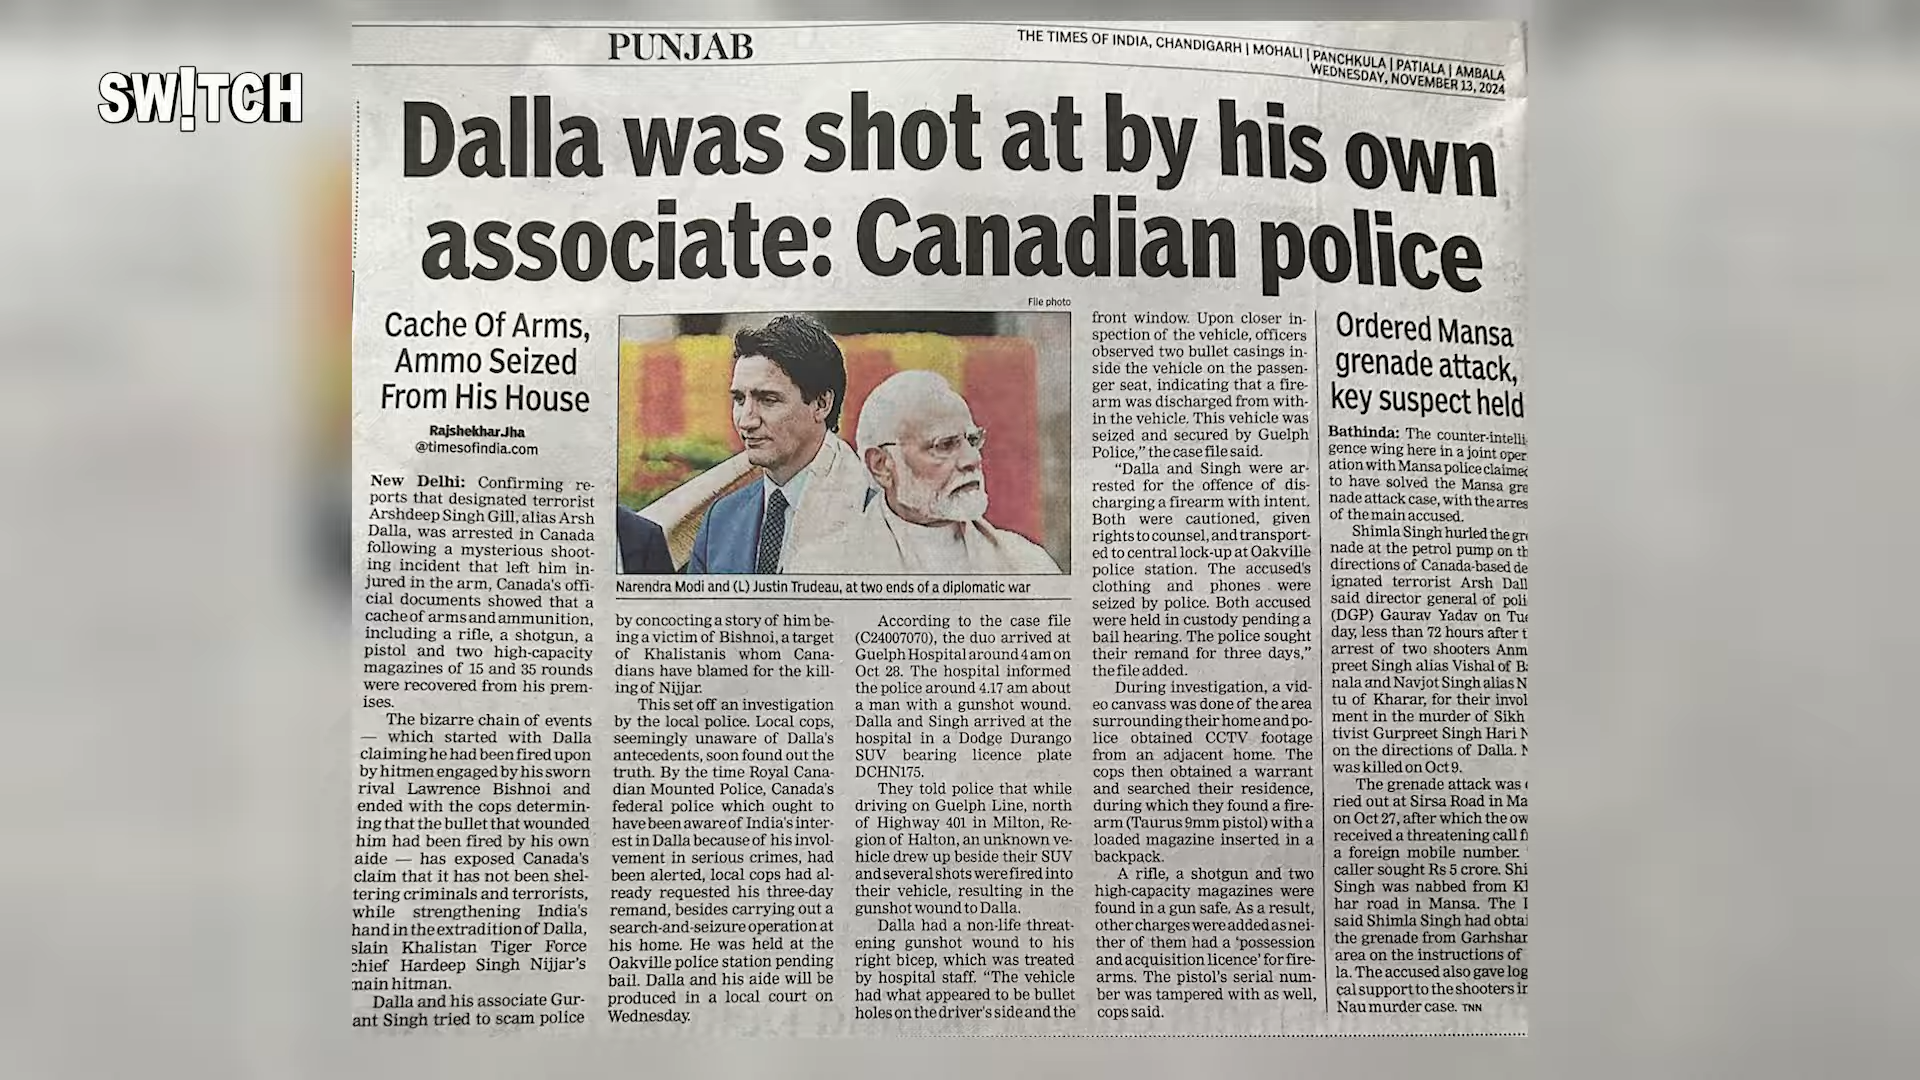 SW!TCH
PUNJAB
THE TIMES OF INDIA, CHANDIGARH | MOHALI | PANCHKULA | PATIALA | AMBALA
WEDNESDAY, NOVEMBER 13, 2024
Dalla was shot at by his own
associate: Canadian police
Cache Of Arms,
Ammo Seized
From His House
Rajshekhar.Jha
@timesofindia.com
New Delhi: Confirming re-
ports that designated terrorist
Arshdeep Singh Gill, alias Arsh
Dalla, was arrested in Canada
following a mysterious shoot-
ing incident that left him in-
jured in the arm, Canada's offi-
cial documents showed that a
cache of arms and ammunition,
including a rifle, a shotgun, a
pistol and two high-capacity
magazines of 15 and 35 rounds
were recovered from his prem-
ises.
The bizarre chain of events
— which started with Dalla
claiming he had been fired upon
by hitmen engaged by his sworn
rival Lawrence Bishnoi and
ended with the cops determin-
ing that the bullet that wounded
him had been fired by his own
aide — has exposed Canada's
claim that it has not been shel-
tering criminals and terrorists,
while strengthening India's
hand in the extradition of Dalla,
slain Khalistan Tiger Force
chief Hardeep Singh Nijjar's
main hitman.
Dalla and his associate Gur-
ant Singh tried to scam police
File photo
Narendra Modi and (L) Justin Trudeau, at two ends of a diplomatic war
by concocting a story of him be-
ing a victim of Bishnoi, a target
of Khalistanis whom Cana-
dians have blamed for the kill-
ing of Nijjar.
This set off an investigation
by the local police. Local cops,
seemingly unaware of Dalla's
antecedents, soon found out the
truth. By the time Royal Cana-
dian Mounted Police, Canada's
federal police which ought to
have been aware of India's inter-
est in Dalla because of his invol-
vement in serious crimes, had
been alerted, local cops had al-
ready requested his three-day
remand, besides carrying out a
search-and-seizure operation at
his home. He was held at the
Oakville police station pending
bail. Dalla and his aide will be
produced in a local court on
Wednesday.
According to the case file
(C24007070), the duo arrived at
Guelph Hospital around 4 am on
Oct 28. The hospital informed
the police around 4.17 am about
a man with a gunshot wound.
Dalla and Singh arrived at the
hospital in a Dodge Durango
SUV bearing licence plate
DCHN175.
They told police that while
driving on Guelph Line, north
of Highway 401 in Milton, Re-
gion of Halton, an unknown ve-
hicle drew up beside their SUV
and several shots were fired into
their vehicle, resulting in the
gunshot wound to Dalla.
Dalla had a non-life threat-
ening gunshot wound to his
right bicep, which was treated
by hospital staff. “The vehicle
had what appeared to be bullet
holes on the driver's side and the
front window. Upon closer in-
spection of the vehicle, officers
observed two bullet casings in-
side the vehicle on the passen-
ger seat, indicating that a fire-
arm was discharged from with-
in the vehicle. This vehicle was
seized and secured by Guelph
Police,” the case file said.
“Dalla and Singh were ar-
rested for the offence of dis-
charging a firearm with intent.
Both were cautioned, given
rights to counsel, and transport-
ed to central lock-up at Oakville
police station. The accused's
clothing and phones were
seized by police. Both accused
were held in custody pending a
bail hearing. The police sought
their remand for three days,”
the file added.
During investigation, a vid-
eo canvass was done of the area
surrounding their home and po-
lice obtained CCTV footage
from an adjacent home. The
cops then obtained a warrant
and searched their residence,
during which they found a fire-
arm (Taurus 9mm pistol) with a
loaded magazine inserted in a
backpack.
A rifle, a shotgun and two
high-capacity magazines were
found in a gun safe. As a result,
other charges were added as nei-
ther of them had a ‘possession
and acquisition licence’ for fire-
arms. The pistol's serial num-
ber was tampered with as well,
cops said.
Ordered Mansa
grenade attack,
key suspect held
Bathinda: The counter-intelli
gence wing here in a joint oper
ation with Mansa police claimed
to have solved the Mansa gre
nade attack case, with the arres
of the main accused.
Shimla Singh hurled the gre
nade at the petrol pump on th
directions of Canada-based de
ignated terrorist Arsh Dall
said director general of poli
(DGP) Gaurav Yadav on Tue
day, less than 72 hours after t
arrest of two shooters Anm
preet Singh alias Vishal of B
nala and Navjot Singh alias N
tu of Kharar, for their invol
ment in the murder of Sikh
tivist Gurpreet Singh Hari N
on the directions of Dalla. N
was killed on Oct 9.
The grenade attack was
ried out at Sirsa Road in Ma
on Oct 27, after which the ow
received a threatening call f
a foreign mobile number.
caller sought Rs 5 crore. Shi
Singh was nabbed from K
har road in Mansa. The
said Shimla Singh had obtai
the grenade from Garhshar
area on the instructions of
la. The accused also gave log
cal support to the shooters in
Nau murder case. TNN